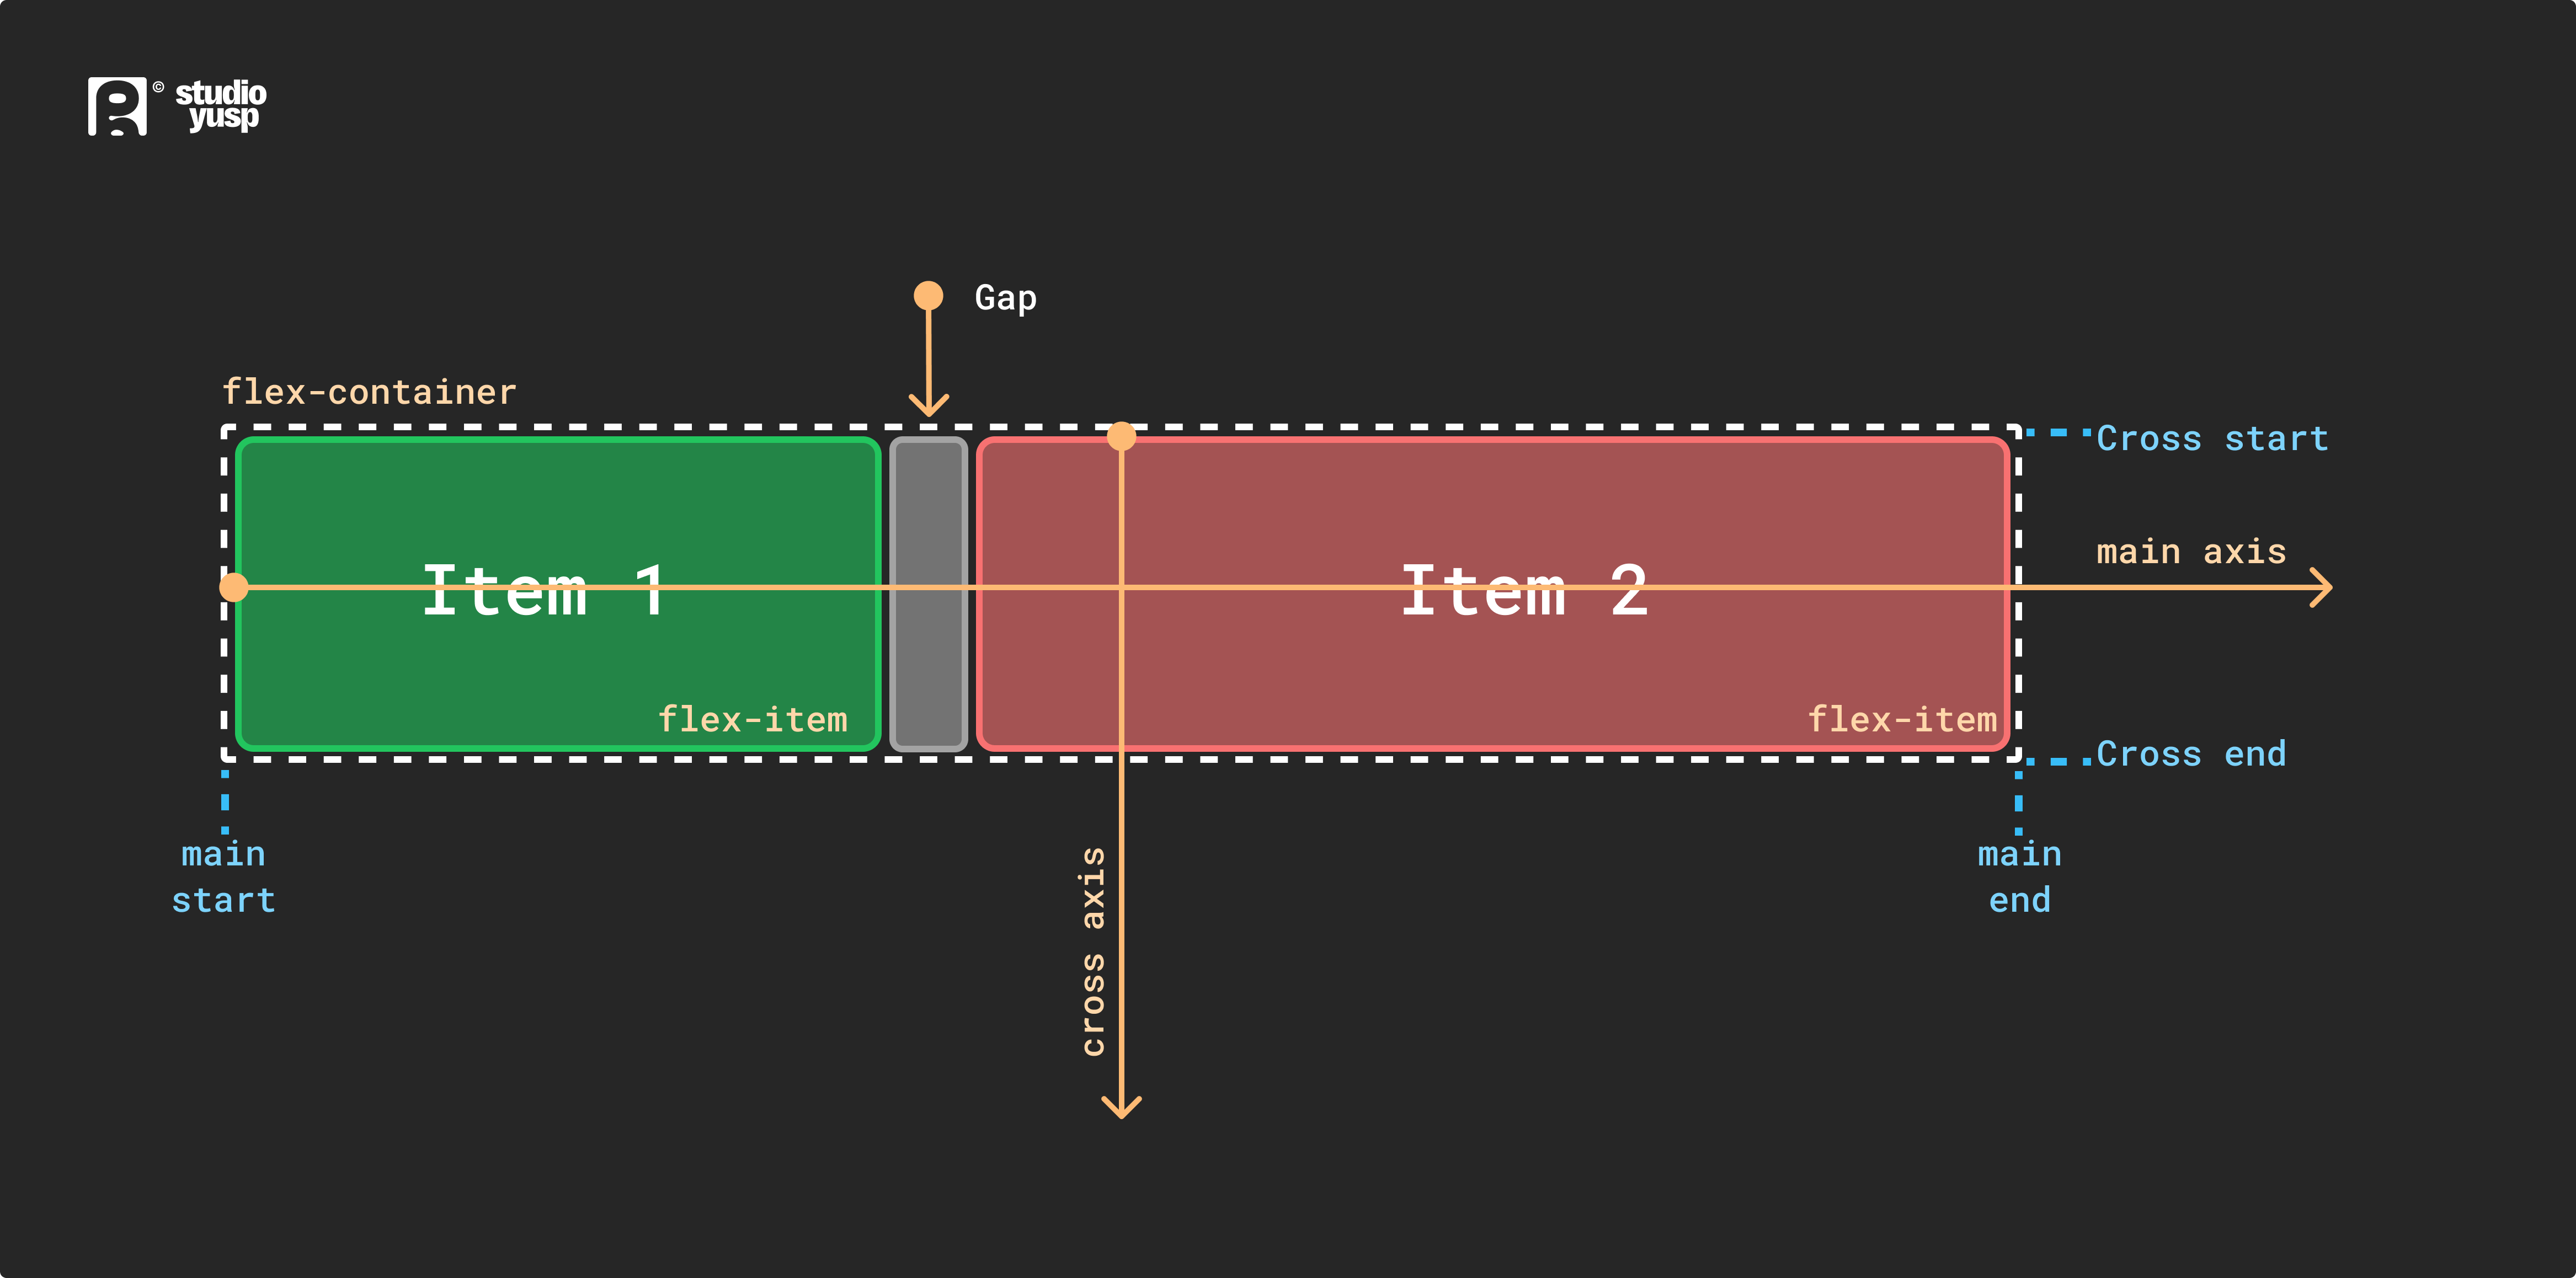 ©
studio
yusp
Gap
flex-container
Cross start
main axis
Item 1
Item 2
flex-item
flex-item
Cross end
main
start
main
end
cross axis